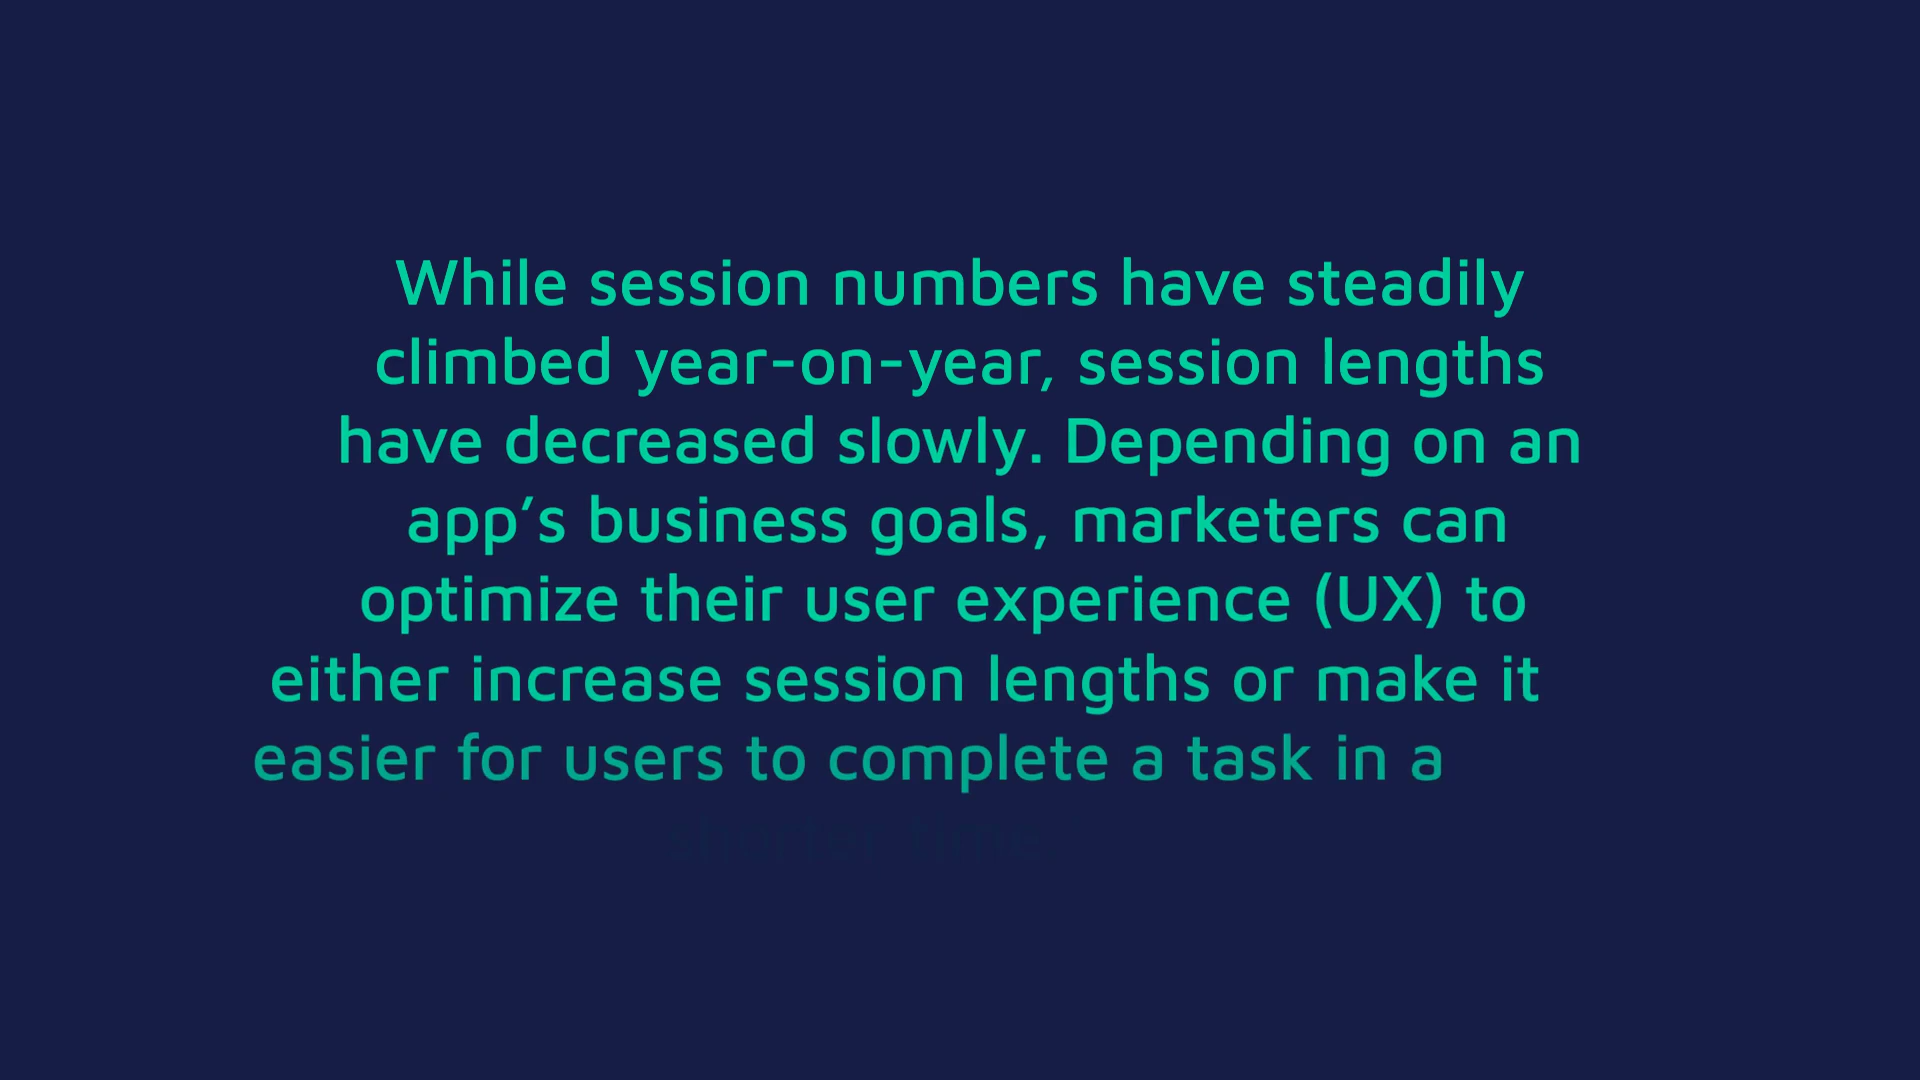 While session numbers have steadily
climbed year-on-year, session lengths
have decreased slowly. Depending on an
app’s business goals, marketers can
optimize their user experience (UX) to
either increase session lengths or make it
easier for users to complete a task in a
shorter time.